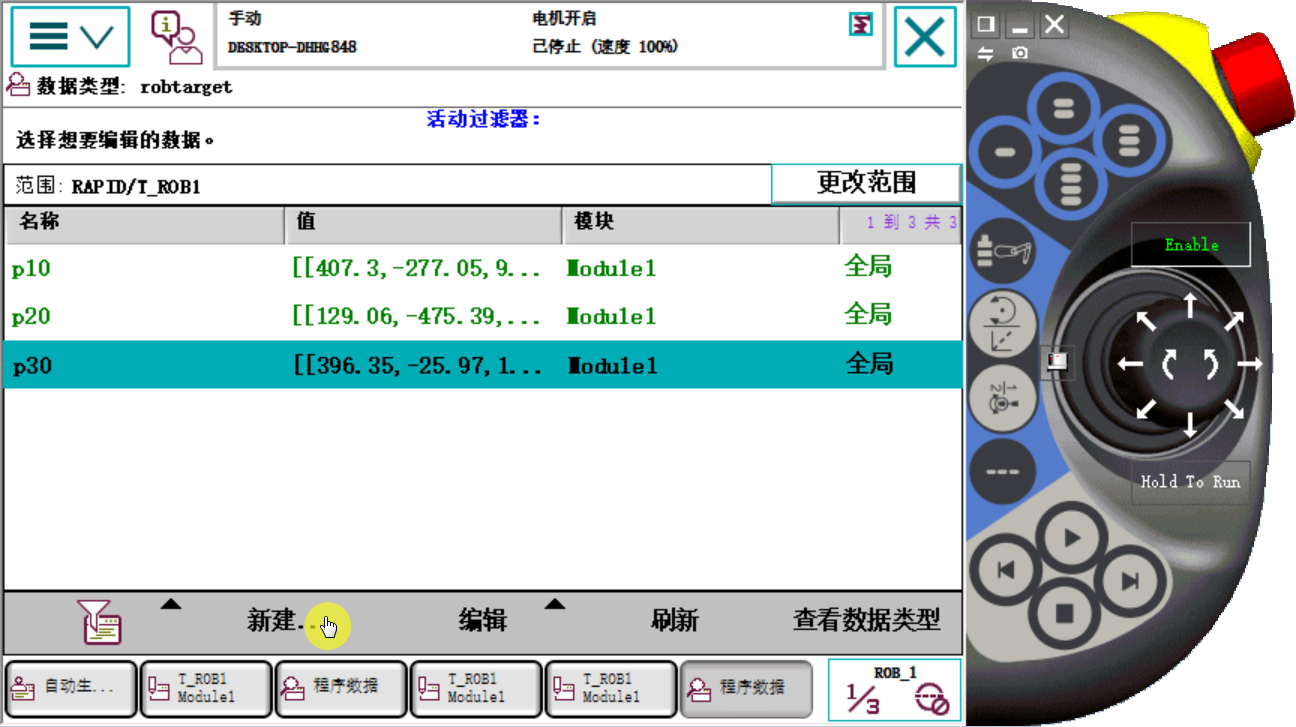 手动
电机开启
DESKTOP-DHHG848
已停止 (速度 100%)
数据类型: robtarget
活动过滤器:
选择想要编辑的数据。
范围: RAPID/T_ROB1
更改范围
名称 值 模块 1 到 3 共 3
p10 [[407.3,-277.05,9... Module1 全局
p20 [[129.06,-475.39,... Module1 全局
p30 [[396.35,-25.97,1... Module1 全局
新建... 编辑 刷新 查看数据类型
自动生...
T_ROB1
Module1
程序数据
T_ROB1
Module1
T_ROB1
Module1
程序数据
ROB_1
1/3
Enable
Hold To Run